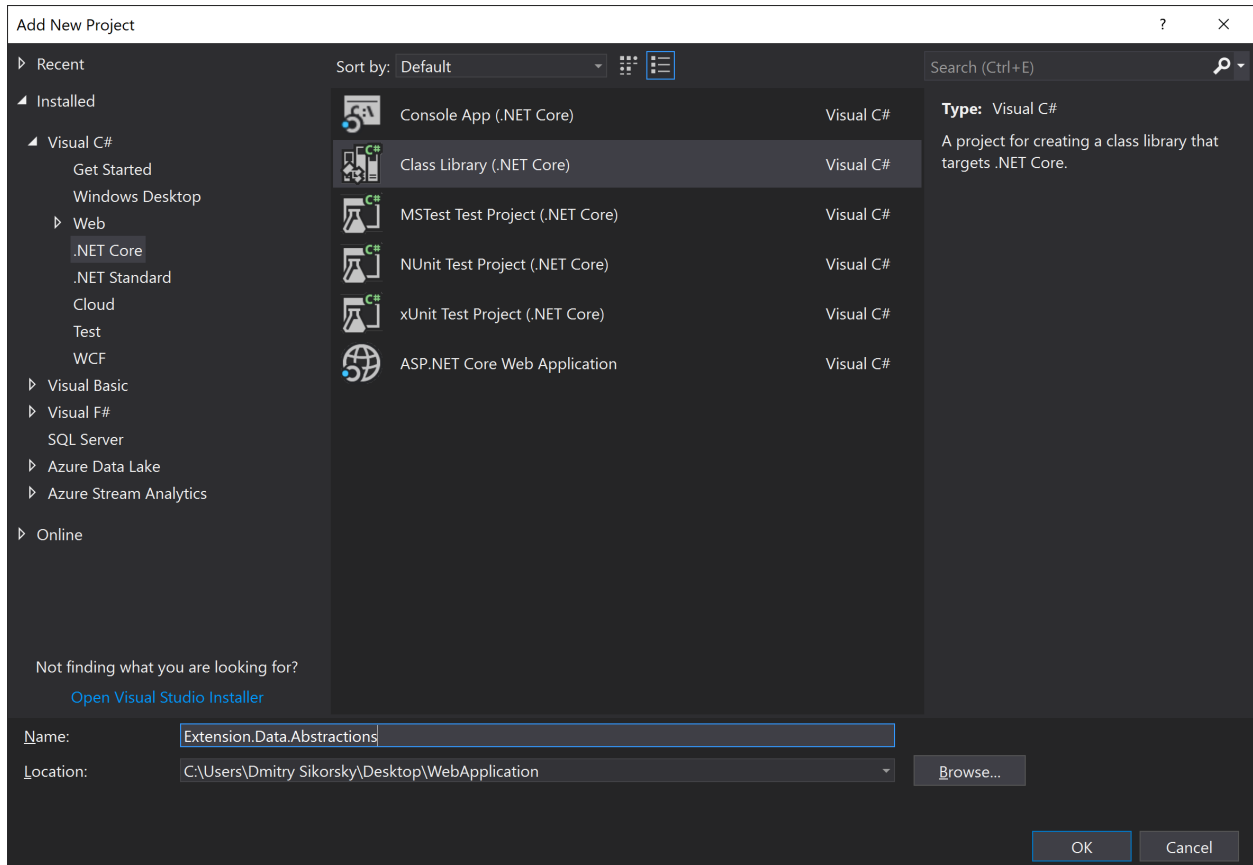 Add New Project
?
Recent
Installed
Visual C#
Get Started
Windows Desktop
Web
.NET Core
.NET Standard
Cloud
Test
WCF
Visual Basic
Visual F#
SQL Server
Azure Data Lake
Azure Stream Analytics
Online
Not finding what you are looking for?
Open Visual Studio Installer
Sort by: Default
Console App (.NET Core) Visual C#
Class Library (.NET Core) Visual C#
MSTest Test Project (.NET Core) Visual C#
NUnit Test Project (.NET Core) Visual C#
xUnit Test Project (.NET Core) Visual C#
ASP.NET Core Web Application Visual C#
Search (Ctrl+E)
Type: Visual C#
A project for creating a class library that
targets .NET Core.
Name: Extension.Data.Abstractions
Location: C:\Users\Dmitry Sikorsky\Desktop\WebApplication
Browse...
OK Cancel